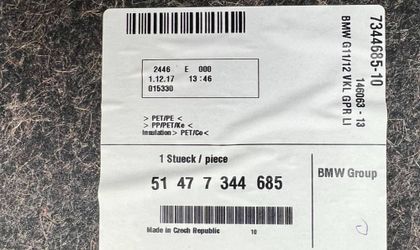 2446 E 000
1.12.17 13:46
015330
> PET/PE <
> PP/PET/Ke <
Insulation> PET/Co<
7344685-10
146063 - 13
BMW G11/12 VKL GPR LI
1 Stueck / piece
51 47 7 344 685
BMW Group
Made in Czech Republic 10